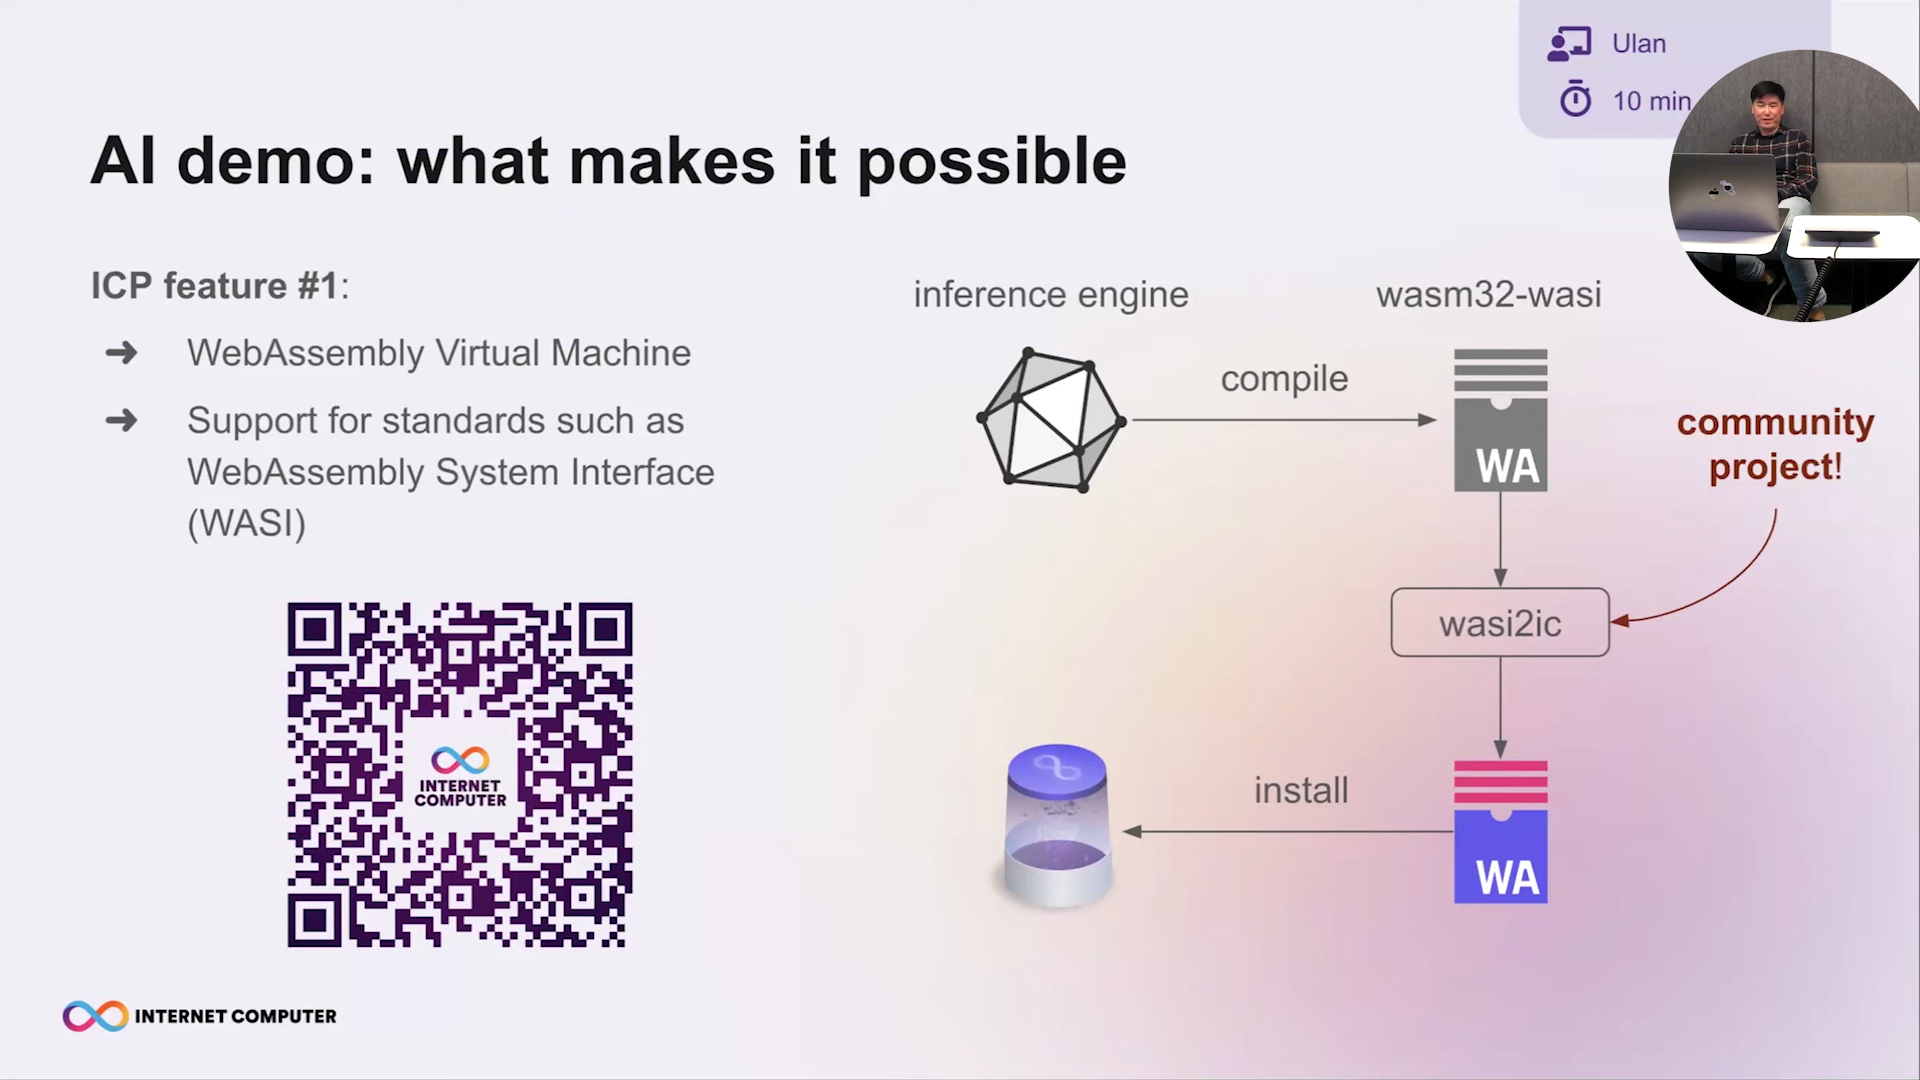 Ulan
10 min
AI demo: what makes it possible
ICP feature #1:
➜ WebAssembly Virtual Machine
➜ Support for standards such as
WebAssembly System Interface
(WASI)
INTERNET
COMPUTER
inference engine
wasm32-wasi
compile
WA
community
project!
wasi2ic
install
WA
INTERNET COMPUTER